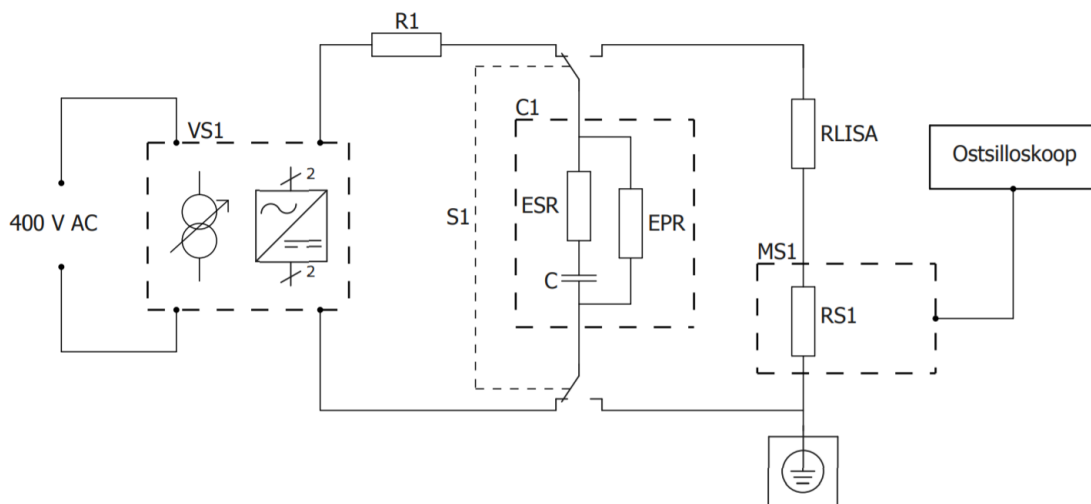 R1
VS1
2
2
400 V AC
S1
C1
ESR
EPR
C
RLISA
MS1
RS1
Ostsilloskoop